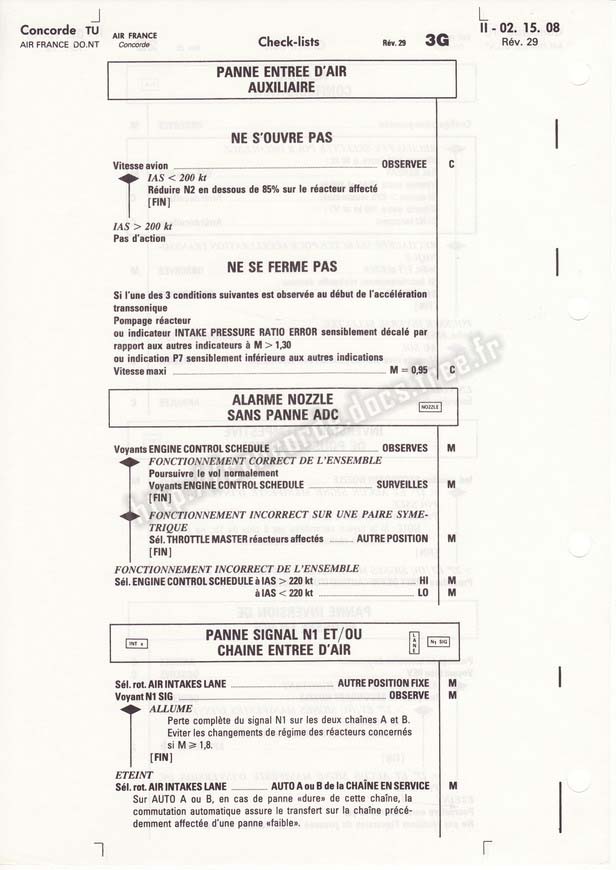 Concorde TU
AIR FRANCE DO.NT
AIR FRANCE
Concorde
Check-lists
Rév. 29
3G
II - 02. 15. 08
Rév. 29
PANNE ENTREE D'AIR
AUXILIAIRE
NE S'OUVRE PAS
Vitesse avion OBSERVEE C
IAS < 200 kt
Réduire N2 en dessous de 85% sur le réacteur affecté
[FIN]
IAS > 200 kt
Pas d'action
NE SE FERME PAS
Si l'une des 3 conditions suivantes est observée au début de l'accélération
transsonique
Pompage réacteur
ou indicateur INTAKE PRESSURE RATIO ERROR sensiblement décalé par
rapport aux autres indicateurs à M > 1,30
ou indication P7 sensiblement inférieure aux autres indications
Vitesse maxi M = 0,95 C
ALARME NOZZLE
SANS PANNE ADC
NOZZLE
Voyants ENGINE CONTROL SCHEDULE OBSERVES M
FONCTIONNEMENT CORRECT DE L'ENSEMBLE
Poursuivre le vol normalement
Voyants ENGINE CONTROL SCHEDULE SURVEILLES M
[FIN]
FONCTIONNEMENT INCORRECT SUR UNE PAIRE SYME-
TRIQUE
Sél. THROTTLE MASTER réacteurs affectés AUTRE POSITION M
[FIN]
FONCTIONNEMENT INCORRECT DE L'ENSEMBLE
Sél. ENGINE CONTROL SCHEDULE à IAS > 220 kt HI M
à IAS < 220 kt LO M
INT s
PANNE SIGNAL N1 ET/OU
CHAINE ENTREE D'AIR
LANE
N1 SIG
Sél. rot. AIR INTAKES LANE AUTRE POSITION FIXE M
Voyant N1 SIG OBSERVE M
ALLUME
Perte complète du signal N1 sur les deux chaînes A et B.
Eviter les changements de régime des réacteurs concernés
si M ⩾ 1,8.
[FIN]
ETEINT
Sél. rot. AIR INTAKES LANE AUTO A ou B de la CHAÎNE EN SERVICE M
Sur AUTO A ou B, en cas de panne «dure» de cette chaîne, la
commutation automatique assure le transfert sur la chaîne précé-
demment affectée d'une panne «faible».